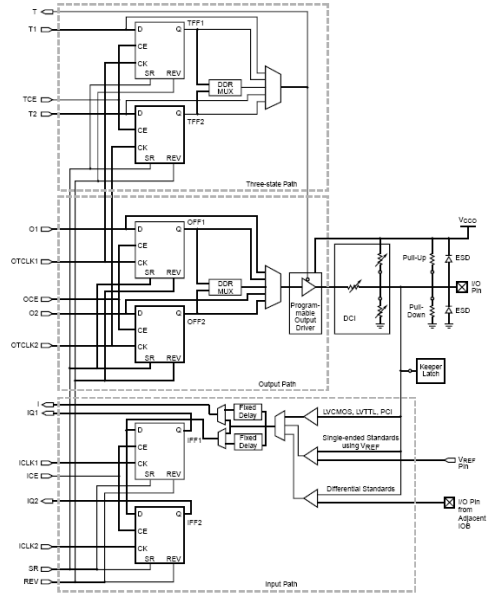 T
T1
D
Q
TFF1
CE
CK
SR
REV
DDR
MUX
TCE
T2
D
Q
TFF2
CE
CK
SR
REV
Three-state Path
O1
D
Q
OFF1
CE
OTCLK1
CK
SR
REV
DDR
MUX
OCE
O2
D
Q
OFF2
CE
OTCLK2
CK
SR
REV
Output Path
Program-
mable
Output
Driver
DCI
VCCO
Pull-Up
ESD
I/O
Pin
Pull-
Down
ESD
Keeper
Latch
I
IQ1
Fixed
Delay
Fixed
Delay
LVCMOS, LVTTL, PCI
D
Q
IFF1
CE
ICLK1
CK
ICE
SR
REV
Single-ended Standards
using VREF
VREF
Pin
Differential Standards
I/O Pin
from
Adjacent
IOB
IQ2
D
Q
IFF2
CE
ICLK2
CK
SR
REV
SR
REV
Input Path